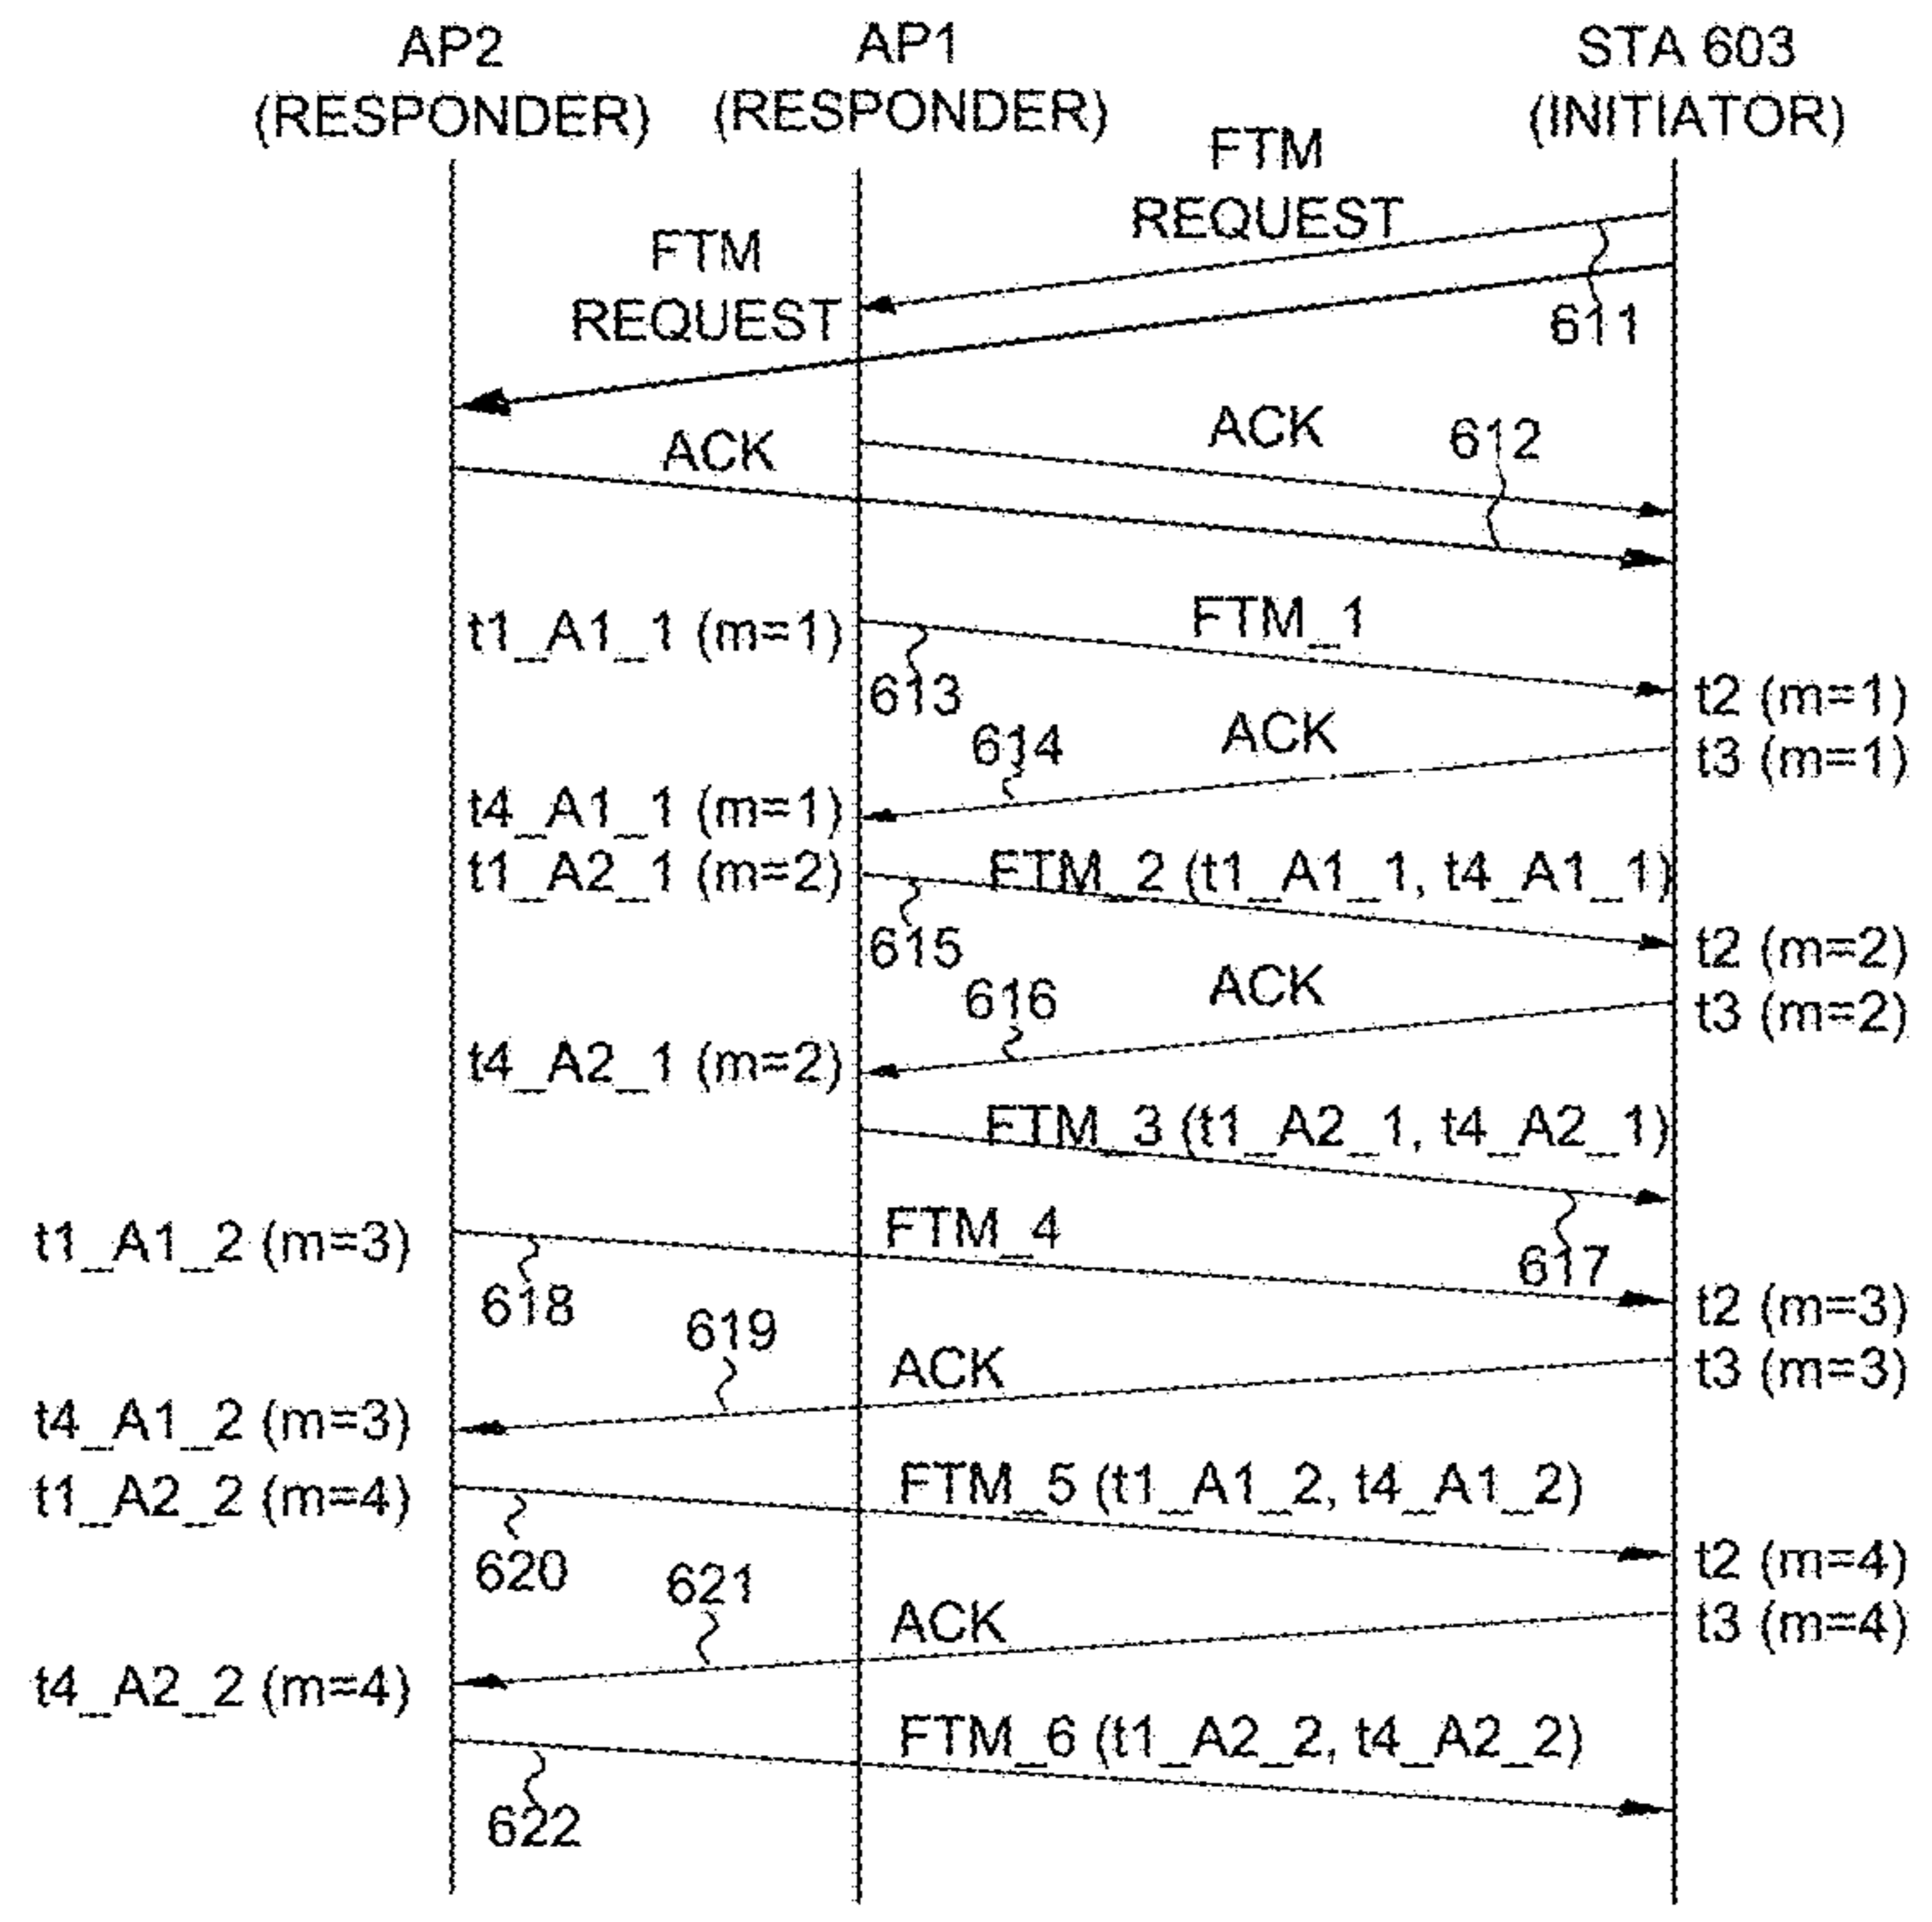 AP2
(RESPONDER)
AP1
(RESPONDER)
STA 603
(INITIATOR)
FTM
REQUEST
FTM
REQUEST
611
ACK
ACK
612
t1_A1_1 (m=1)
FTM_1
613
t2 (m=1)
614
ACK
t3 (m=1)
t4_A1_1 (m=1)
t1_A2_1 (m=2)
FTM_2 (t1_A1_1, t4_A1_1)
615
t2 (m=2)
616
ACK
t3 (m=2)
t4_A2_1 (m=2)
FTM_3 (t1_A2_1, t4_A2_1)
t1_A1_2 (m=3)
FTM_4
617
618
t2 (m=3)
619
ACK
t3 (m=3)
t4_A1_2 (m=3)
t1_A2_2 (m=4)
FTM_5 (t1_A1_2, t4_A1_2)
620
t2 (m=4)
621
ACK
t3 (m=4)
t4_A2_2 (m=4)
FTM_6 (t1_A2_2, t4_A2_2)
622